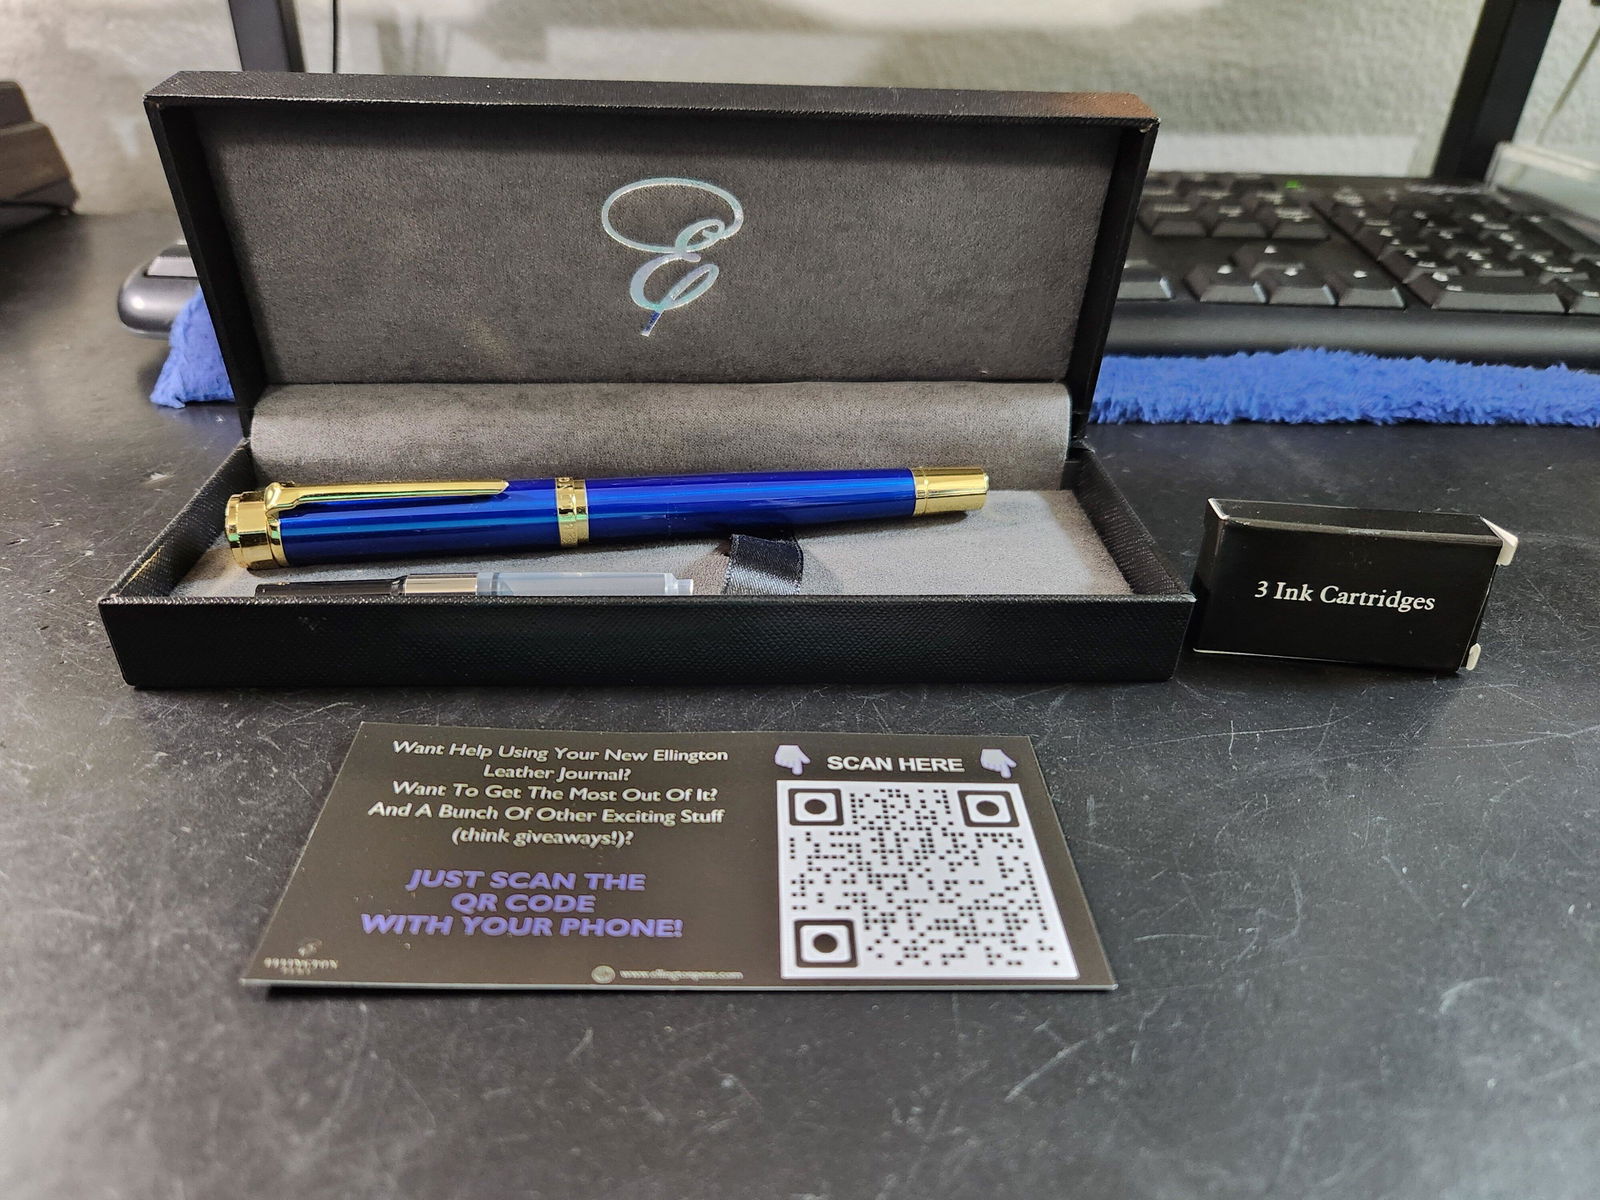 3 Ink Cartridges
Want Help Using Your New Ellington
Leather Journal?
Want To Get The Most Out Of It?
And A Bunch Of Other Exciting Stuff
(think giveaways!)?
JUST SCAN THE
QR CODE
WITH YOUR PHONE!
SCAN HERE